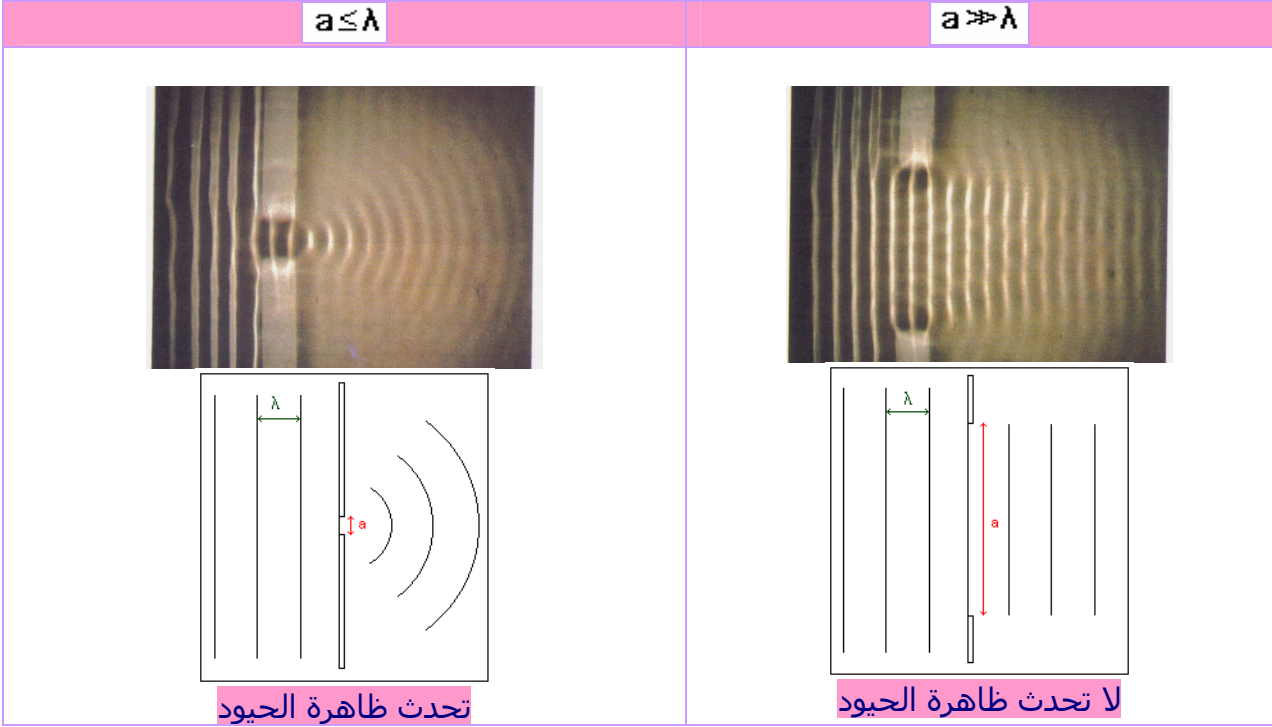 a≤λ
a≫λ
λ
a
λ
a
تحدث ظاهرة الحيود
لا تحدث ظاهرة الحيود